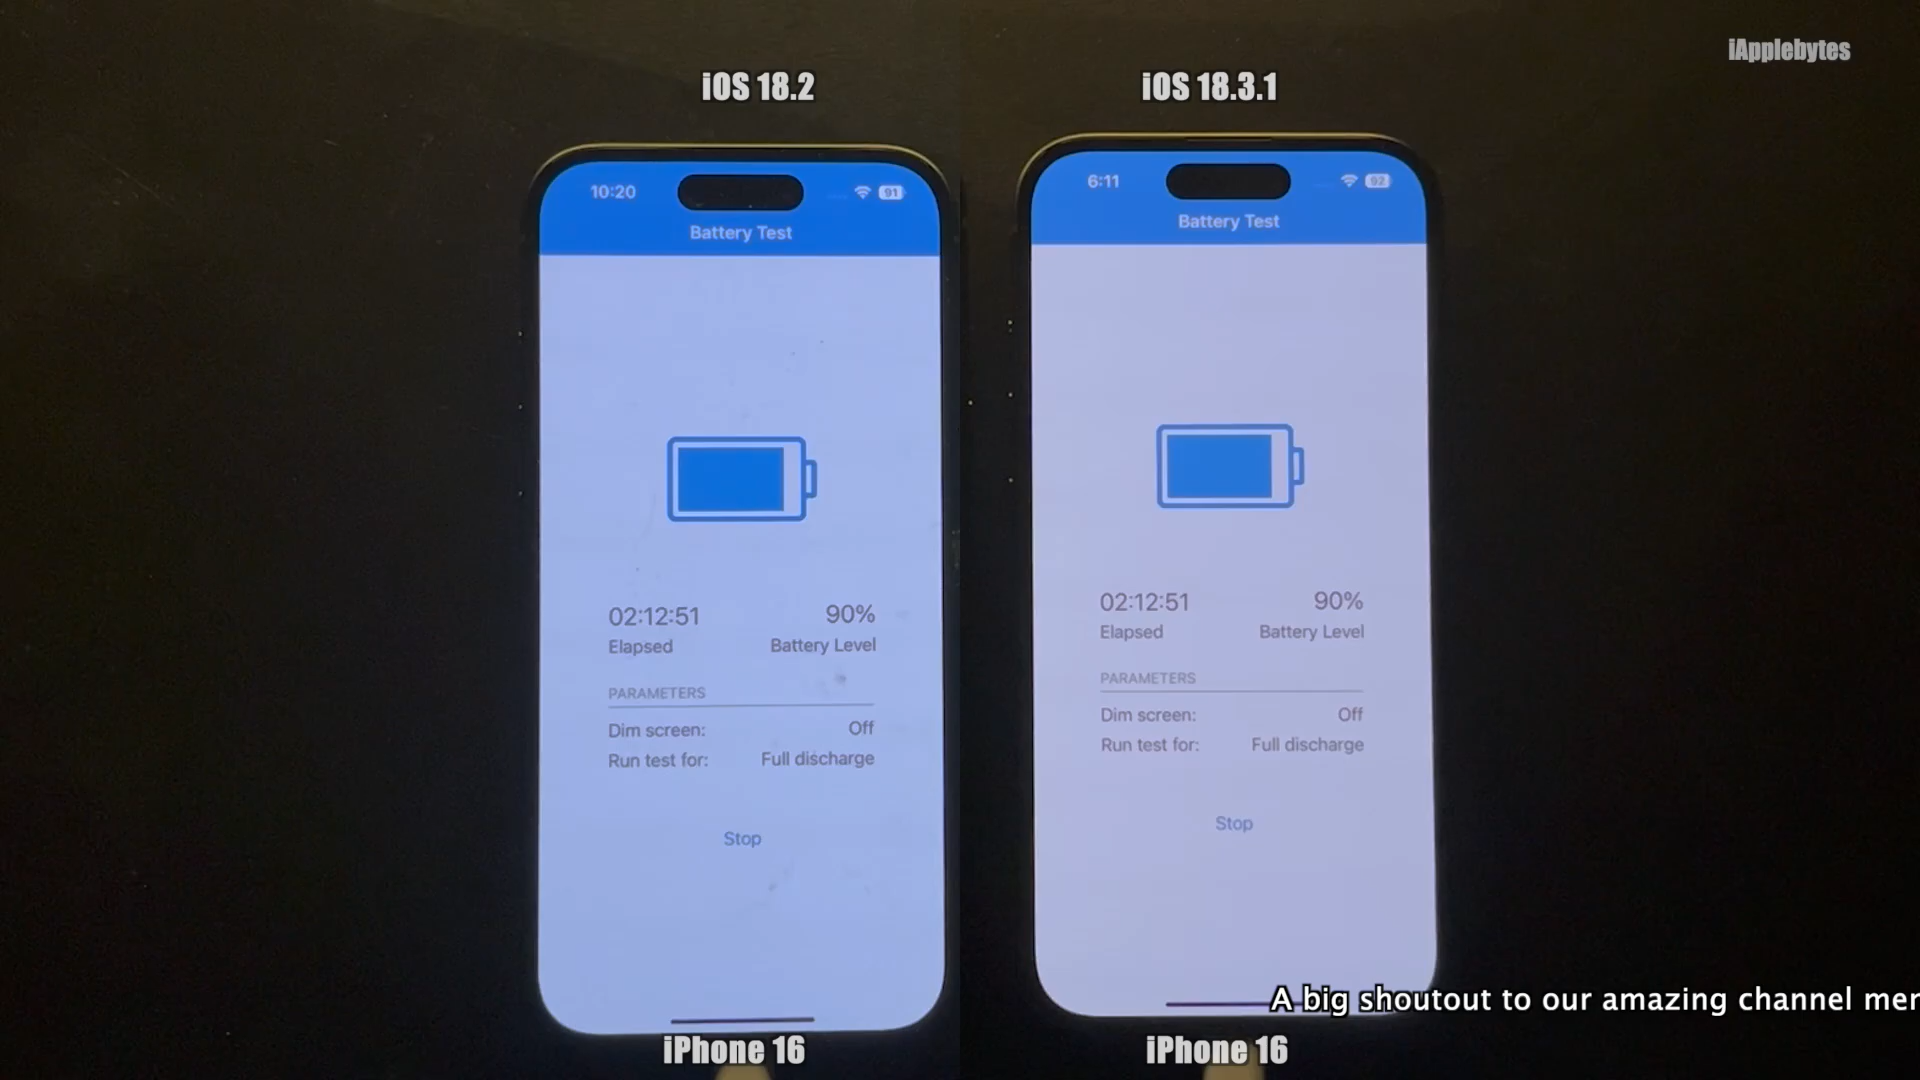 iApplebytes
iOS 18.2
iOS 18.3.1
10:20
91
Battery Test
02:12:51
90%
Elapsed
Battery Level
PARAMETERS
Dim screen:
Off
Run test for:
Full discharge
Stop
iPhone 16
6:11
92
Battery Test
02:12:51
90%
Elapsed
Battery Level
PARAMETERS
Dim screen:
Off
Run test for:
Full discharge
Stop
iPhone 16
A big shoutout to our amazing channel mer